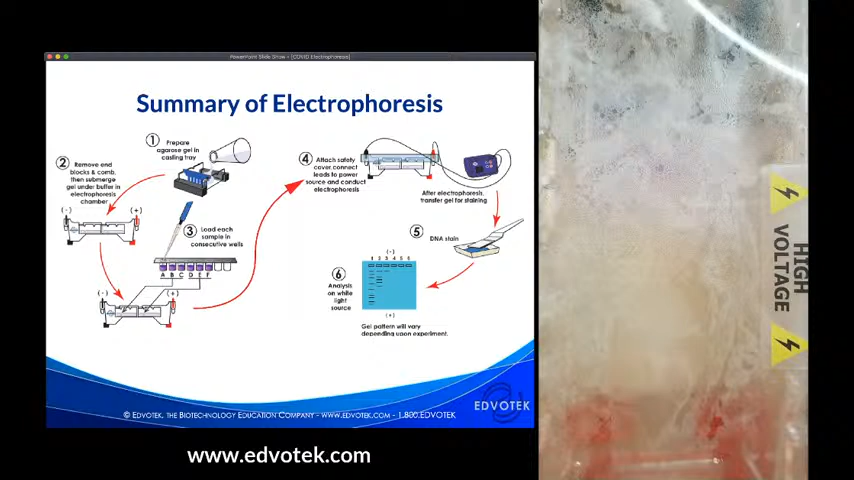 PowerPoint Slide Show - [COVID Electrophoresis]
Summary of Electrophoresis
1
Prepare
agarose gel in
casting tray
2
Remove end
blocks & comb,
then submerge
gel under buffer in
electrophoresis
chamber
(-)
(+)
3
Load each
sample in
consecutive wells
A B C D E F
(-)
(+)
4
Attach safety
cover, connect
leads to power
source and conduct
electrophoresis
After electrophoresis,
transfer gel for staining
5
DNA stain
6
Analysis
on white
light
source
(-)
1 2 3 4 5 6
(+)
Gel pattern will vary
depending upon experiment.
© EDVOTEK, THE BIOTECHNOLOGY EDUCATION COMPANY - WWW.EDVOTEK.COM - 1.800.EDVOTEK
EDVOTEK
www.edvotek.com
HIGH
VOLTAGE